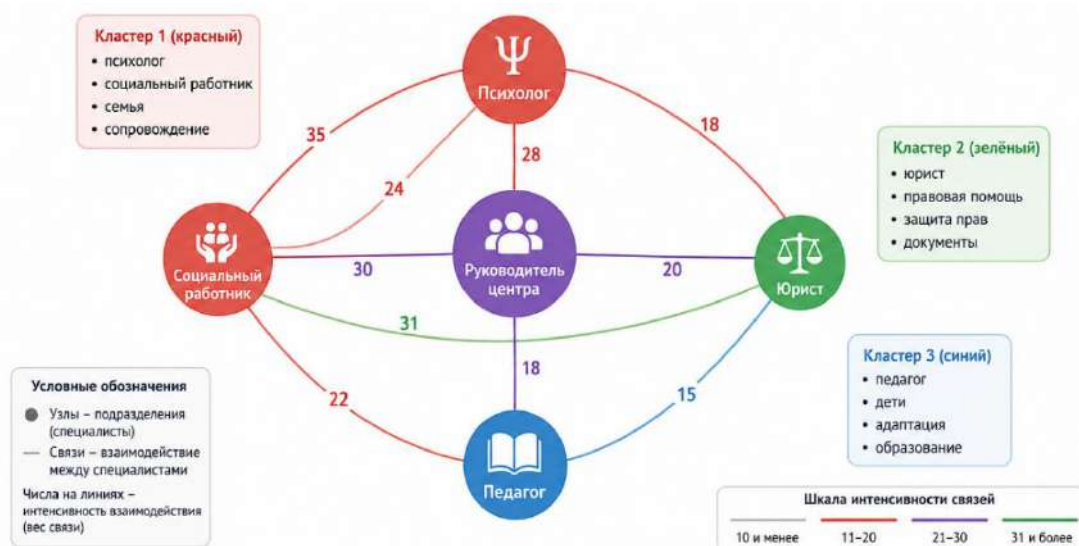 Кластер 1 (красный)
• психолог
• социальный работник
• семья
• сопровождение
Ψ
Психолог
35
18
28
24
Кластер 2 (зелёный)
• юрист
• правовая помощь
• защита прав
• документы
Социальный
работник
30
Руководитель
центра
20
Юрист
31
Условные обозначения
Узлы – подразделения
(специалисты)
Связи – взаимодействие
между специалистами
Числа на линиях –
интенсивность взаимодействия
(вес связи)
22
18
15
Педагог
Кластер 3 (синий)
• педагог
• дети
• адаптация
• образование
Шкала интенсивности связей
10 и менее
11–20
21–30
31 и более